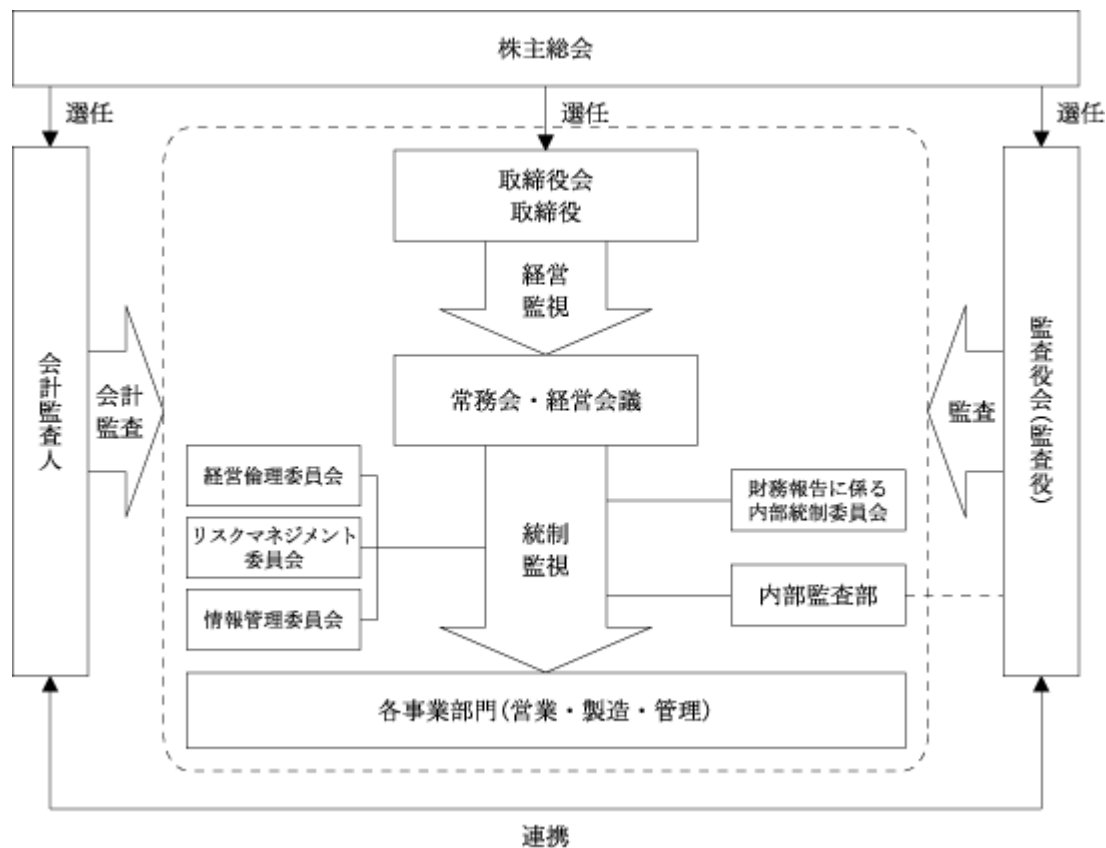 株主総会
選任
選任
選任
取締役会
取締役
経営
監視
会計監査人
会計
監査
常務会・経営会議
監査
監査役会(監査役)
経営倫理委員会
リスクマネジメント
委員会
情報管理委員会
統制
監視
財務報告に係る
内部統制委員会
内部監査部
各事業部門(営業・製造・管理)
連携